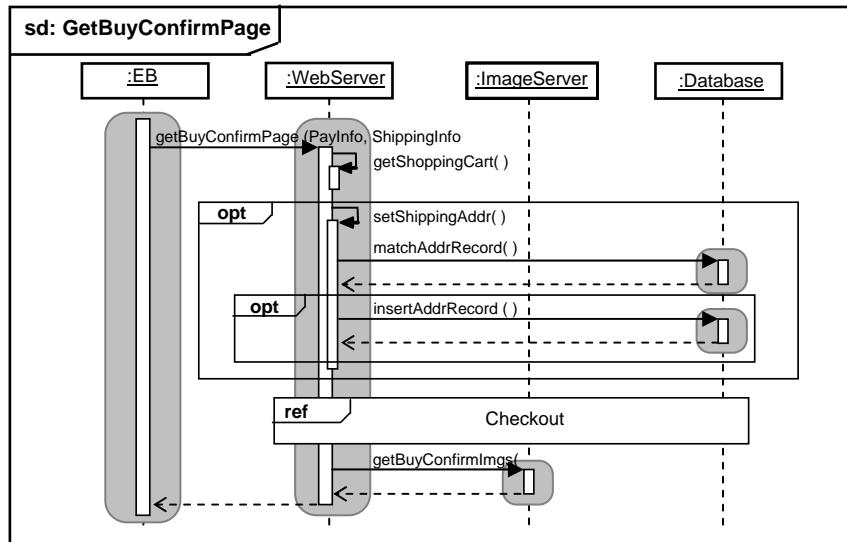 sd: GetBuyConfirmPage
:EB
:WebServer
:ImageServer
:Database
getBuyConfirmPage (PayInfo, ShippingInfo
getShoppingCart( )
opt
setShippingAddr( )
matchAddrRecord( )
opt
insertAddrRecord ( )
ref
Checkout
getBuyConfirmImgs(